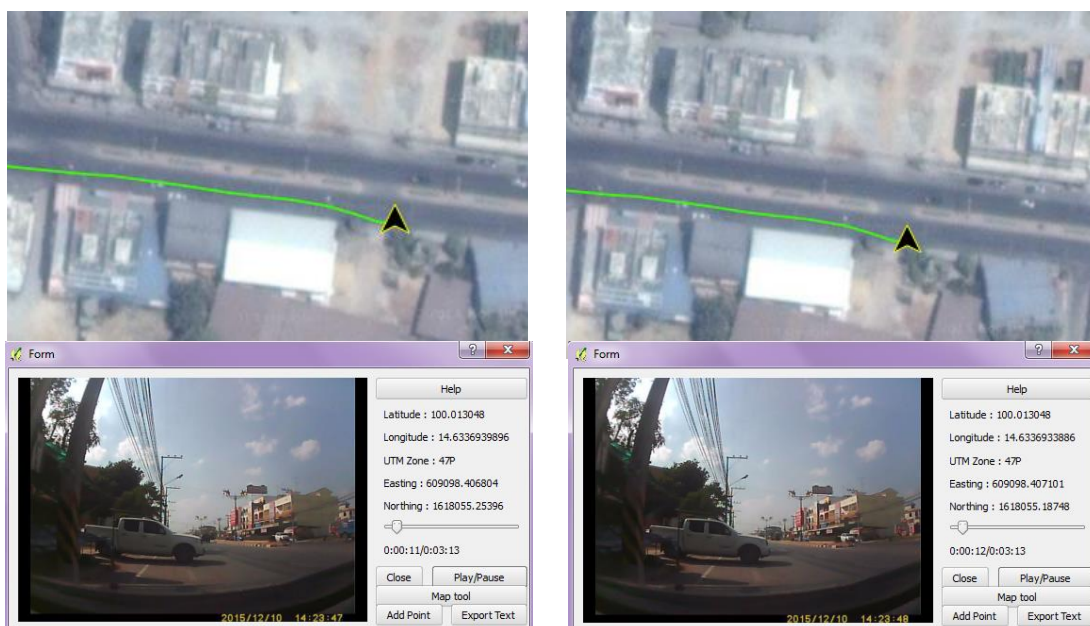 Form
? X
Help
Latitude : 100.013048
Longitude : 14.6336939896
UTM Zone : 47P
Easting : 609098.406804
Northing : 1618055.25396
0:00:11/0:03:13
Close
Play/Pause
Map tool
Add Point
Export Text
2015/12/10 14:23:47
Form
? X
Help
Latitude : 100.013048
Longitude : 14.6336933886
UTM Zone : 47P
Easting : 609098.407101
Northing : 1618055.18748
0:00:12/0:03:13
Close
Play/Pause
Map tool
Add Point
Export Text
2015/12/10 14:23:48